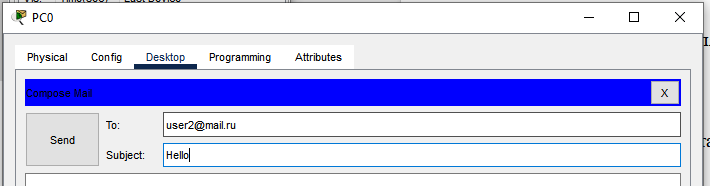 PC0
Physical Config Desktop Programming Attributes
Compose Mail
X
Send
To: user2@mail.ru
Subject: Hello